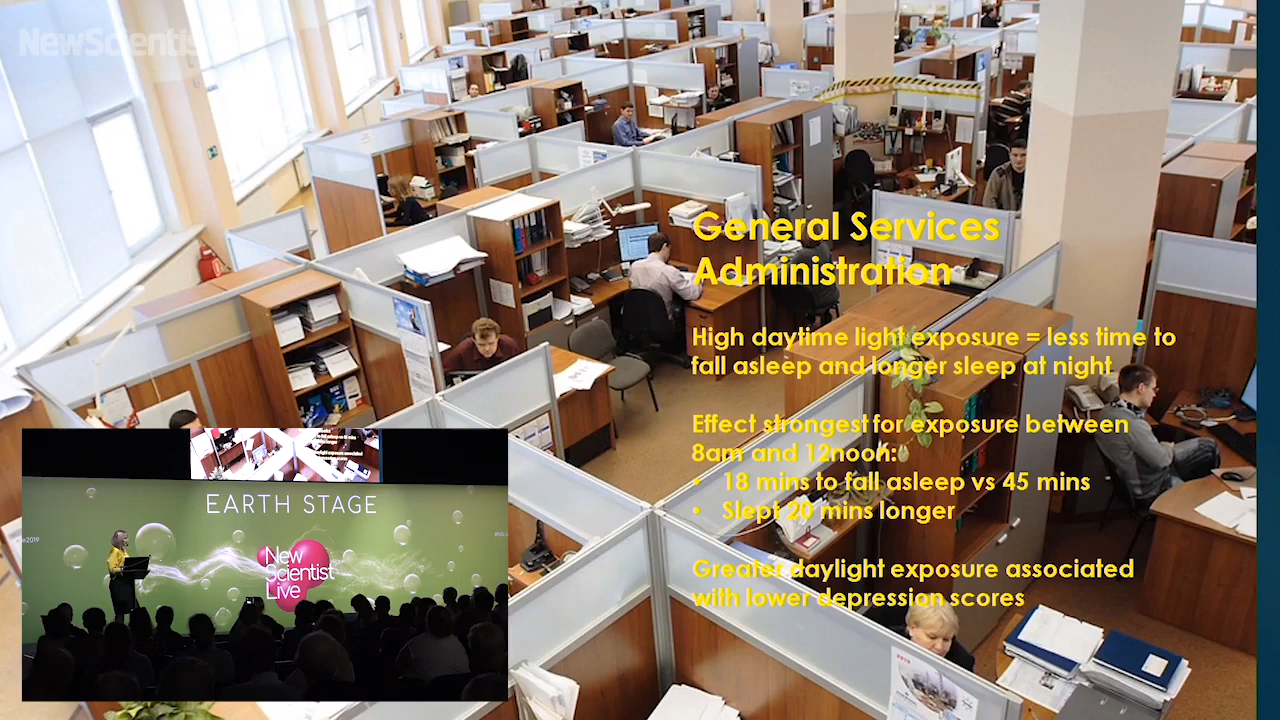 NewScientis
General Services
Administration
High daytime light exposure = less time to
fall asleep and longer sleep at night
Effect strongest for exposure between
8am and 12noon:
• 18 mins to fall asleep vs 45 mins
• Slept 20 mins longer
Greater daylight exposure associated
with lower depression scores
EARTH STAGE
New
Scientist
Live